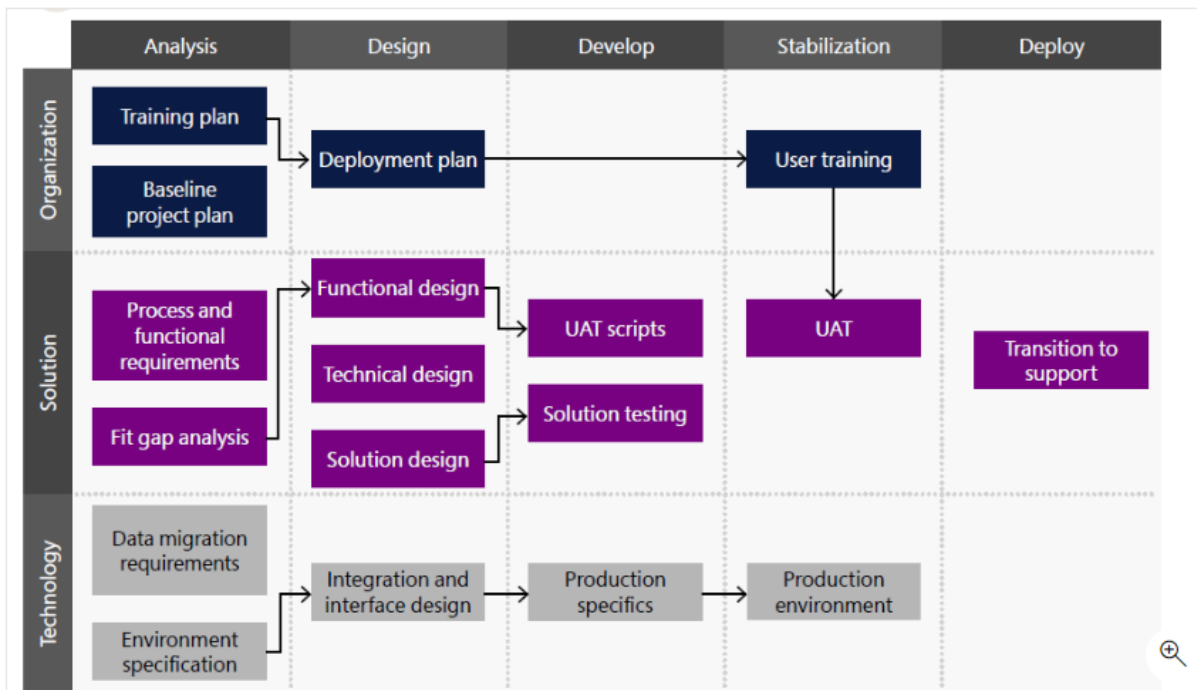 Analysis
Design
Develop
Stabilization
Deploy
Organization
Training plan
Baseline
project plan
Deployment plan
User training
Solution
Process and
functional
requirements
Fit gap analysis
Functional design
Technical design
Solution design
UAT scripts
Solution testing
UAT
Transition to
support
Technology
Data migration
requirements
Environment
specification
Integration and
interface design
Production
specifics
Production
environment